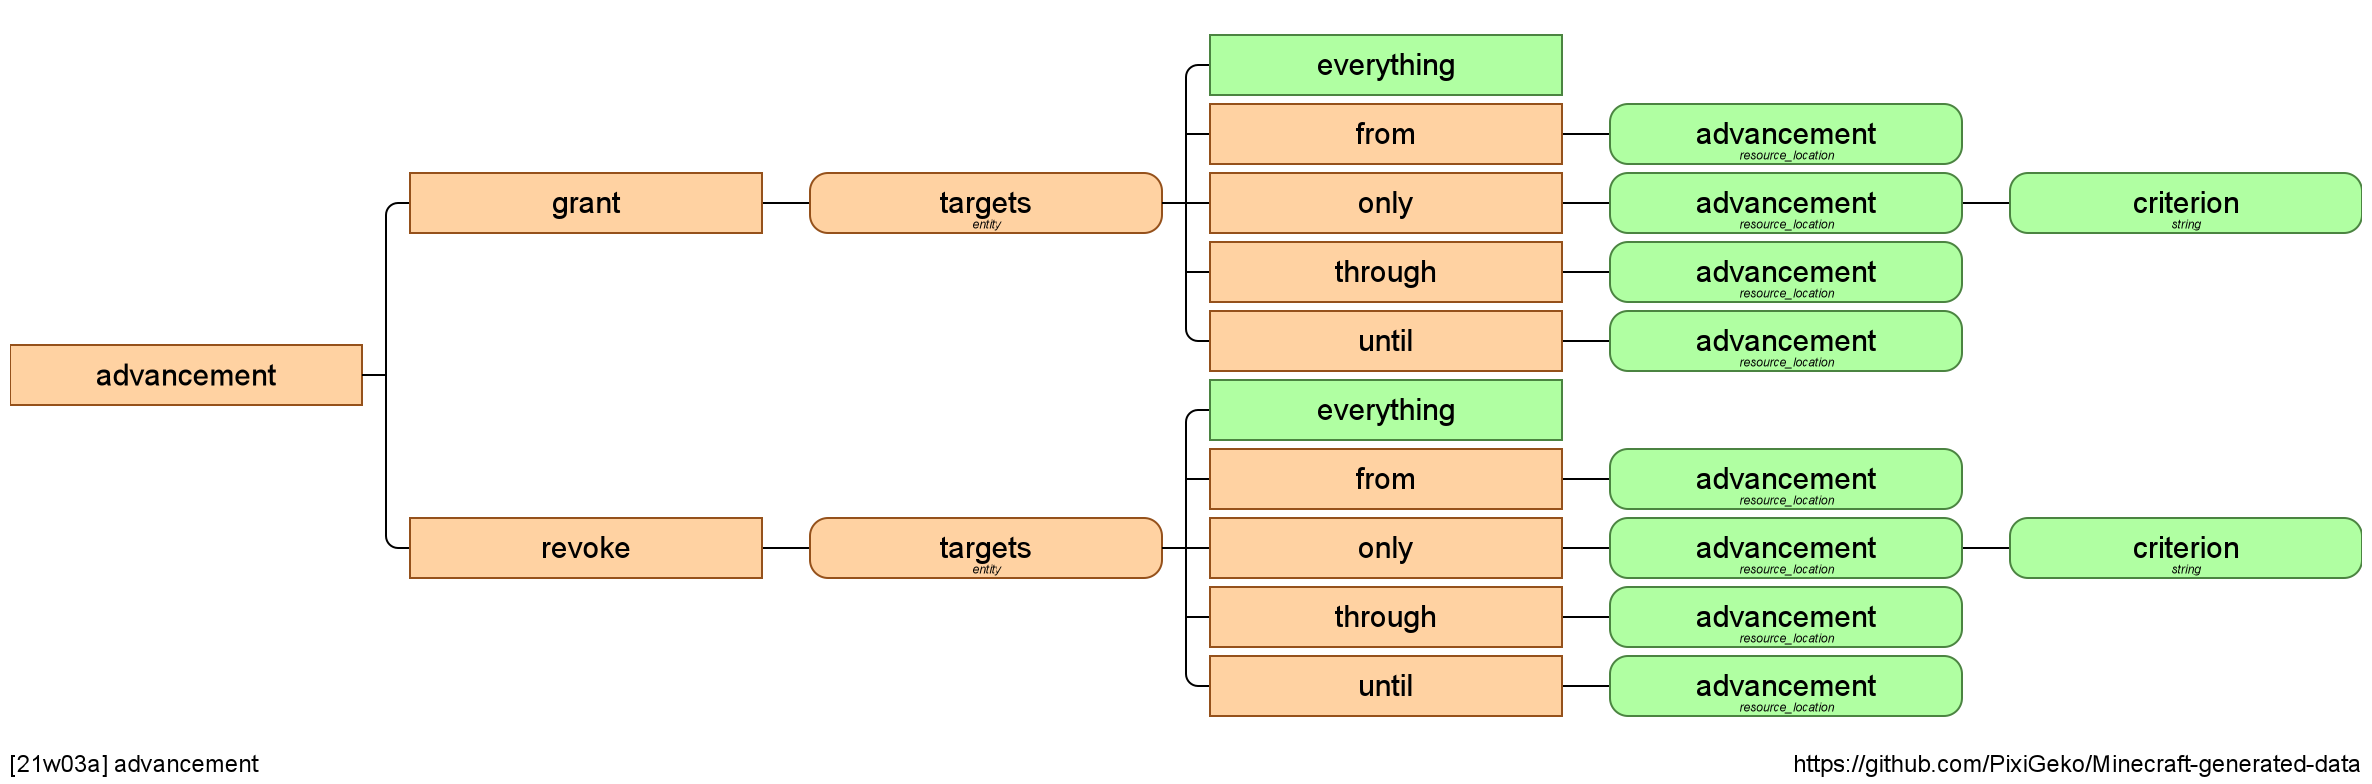 everything
from
advancement
resource_location
grant
targets
entity
only
advancement
resource_location
criterion
string
through
advancement
resource_location
until
advancement
resource_location
advancement
everything
from
advancement
resource_location
revoke
targets
entity
only
advancement
resource_location
criterion
string
through
advancement
resource_location
until
advancement
resource_location
[21w03a] advancement
https://github.com/PixiGeko/Minecraft-generated-data